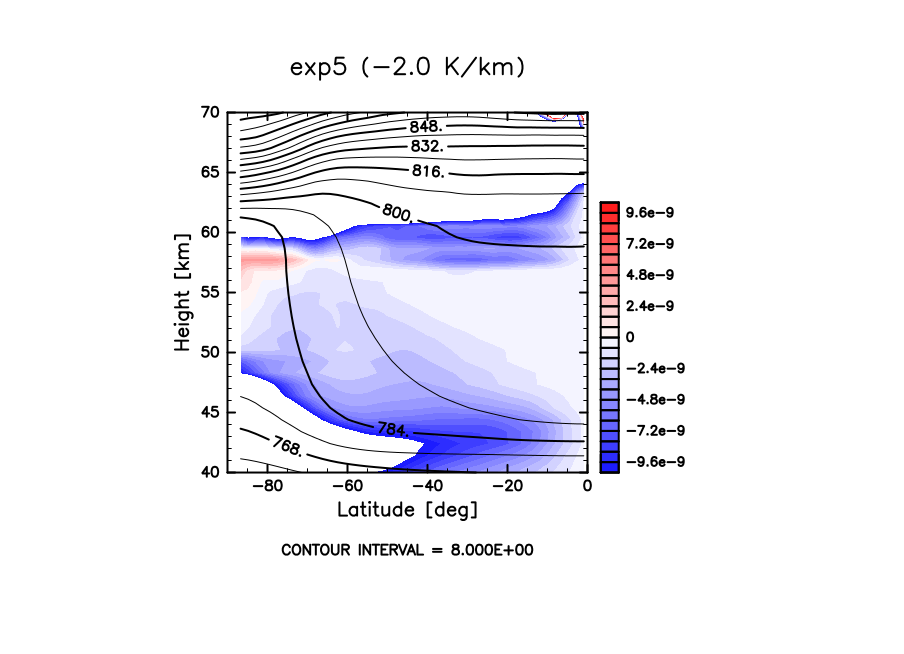 exp5 (−2.0 K/km)
70
65
60
55
50
45
40
Height [km]
848.
832.
816.
800.
784.
768.
−80 −60 −40 −20 0
Latitude [deg]
9.6e−9
7.2e−9
4.8e−9
2.4e−9
0
−2.4e−9
−4.8e−9
−7.2e−9
−9.6e−9
CONTOUR INTERVAL = 8.000E+00